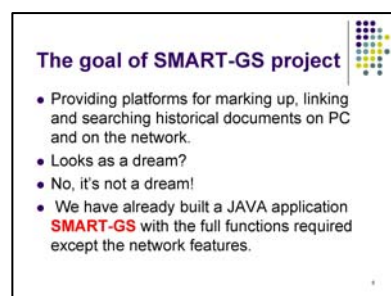 The goal of SMART-GS project
● Providing platforms for marking up, linking
and searching historical documents on PC
and on the network.
● Looks as a dream?
● No, it's not a dream!
● We have already built a JAVA application
SMART-GS with the full functions required
except the network features.